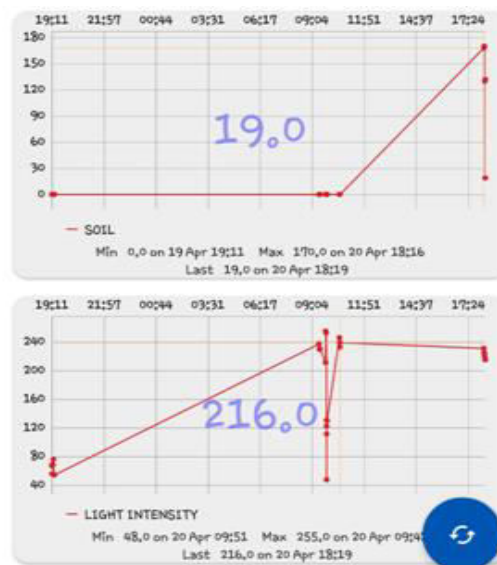 19:11 21:57 00:44 03:31 06:17 09:04 11:51 14:37 17:24
180
150
120
90
60
30
0
19.0
— SOIL
Min 0.0 on 19 Apr 19:11 Max 170.0 on 20 Apr 18:16
Last 19.0 on 20 Apr 18:19
19:11 21:57 00:44 03:31 06:17 09:04 11:51 14:37 17:24
240
200
160
120
80
40
216.0
— LIGHT INTENSITY
Min 48.0 on 20 Apr 09:51 Max 255.0 on 20 Apr
Last 216.0 on 20 Apr 18:19